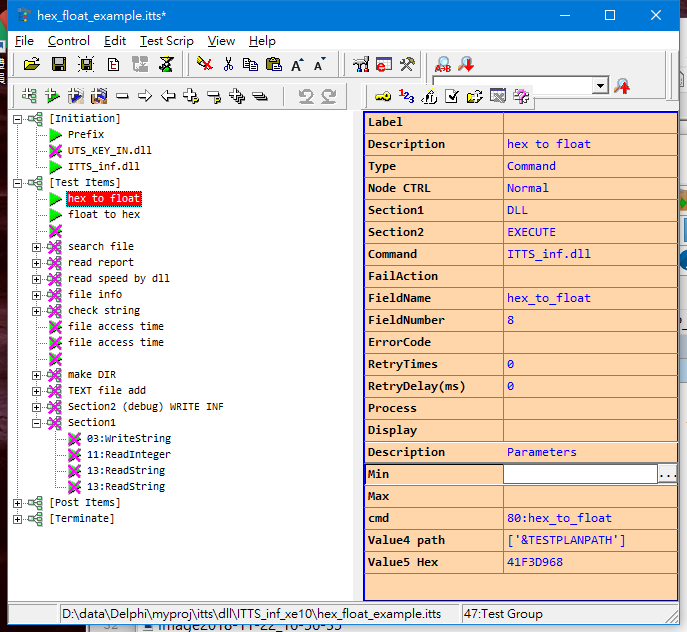 hex_float_example.itts*
File Control Edit Test Scrip View Help
[Initiation]
Prefix
UTS_KEY_IN.dll
ITTS_inf.dll
[Test Items]
hex to float
float to hex
search file
read report
read speed by dll
file info
check string
file access time
file access time
make DIR
TEXT file add
Section2 (debug) WRITE INF
Section1
03:WriteString
11:ReadInteger
13:ReadString
13:ReadString
[Post Items]
[Terminate]
Label
Description hex to float
Type Command
Node CTRL Normal
Section1 DLL
Section2 EXECUTE
Command ITTS_inf.dll
FailAction
FieldName hex_to_float
FieldNumber 8
ErrorCode
RetryTimes 0
RetryDelay(ms) 0
Process
Display
Description Parameters
Min ...
Max
cmd 80:hex_to_float
Value4 path ['&TESTPLANPATH']
Value5 Hex 41F3D968
D:\data\Delphi\myproj\itts\dll\ITTS_inf_xe10\hex_float_example.itts 47:Test Group